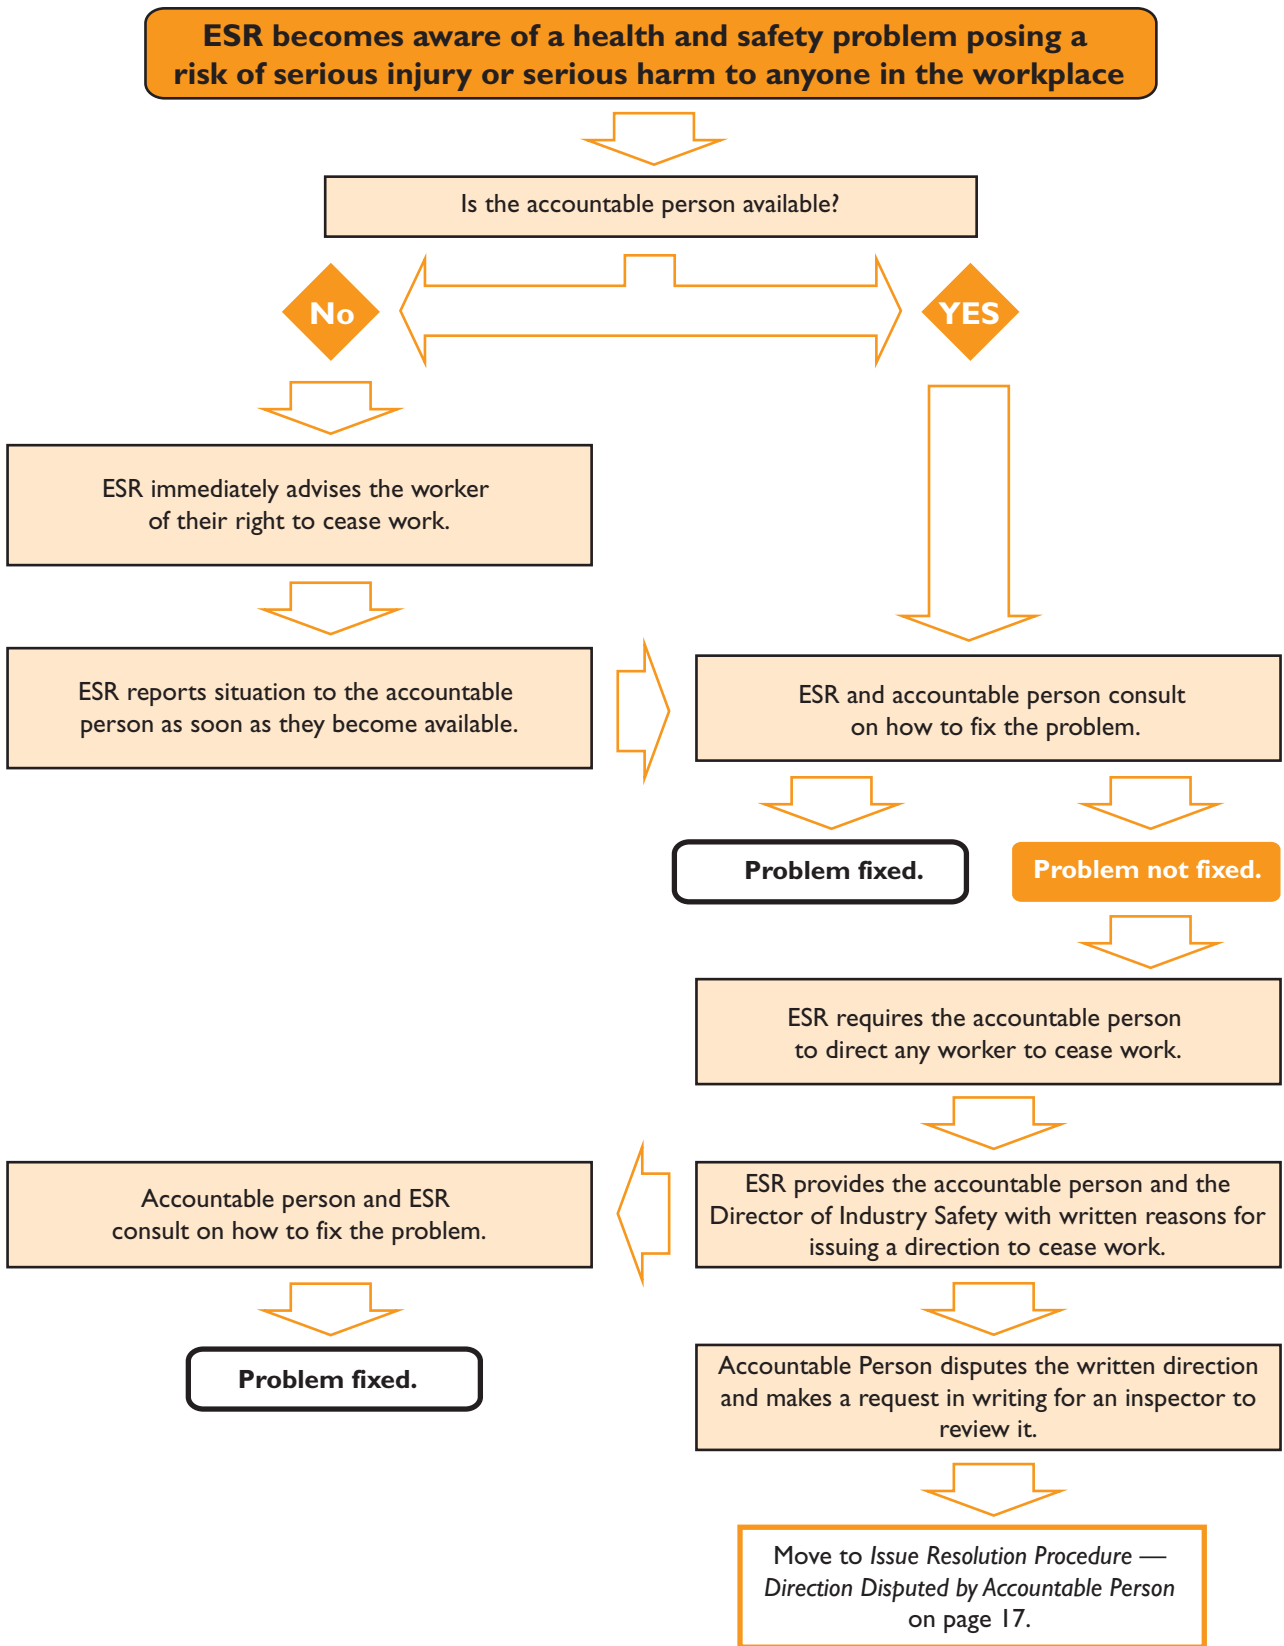 ESR becomes aware of a health and safety problem posing a
risk of serious injury or serious harm to anyone in the workplace
Is the accountable person available?
No
YES
ESR immediately advises the worker
of their right to cease work.
ESR reports situation to the accountable
person as soon as they become available.
ESR and accountable person consult
on how to fix the problem.
Problem fixed.
Problem not fixed.
ESR requires the accountable person
to direct any worker to cease work.
ESR provides the accountable person and the
Director of Industry Safety with written reasons for
issuing a direction to cease work.
Accountable person and ESR
consult on how to fix the problem.
Problem fixed.
Accountable Person disputes the written direction
and makes a request in writing for an inspector to
review it.
Move to Issue Resolution Procedure —
Direction Disputed by Accountable Person
on page 17.